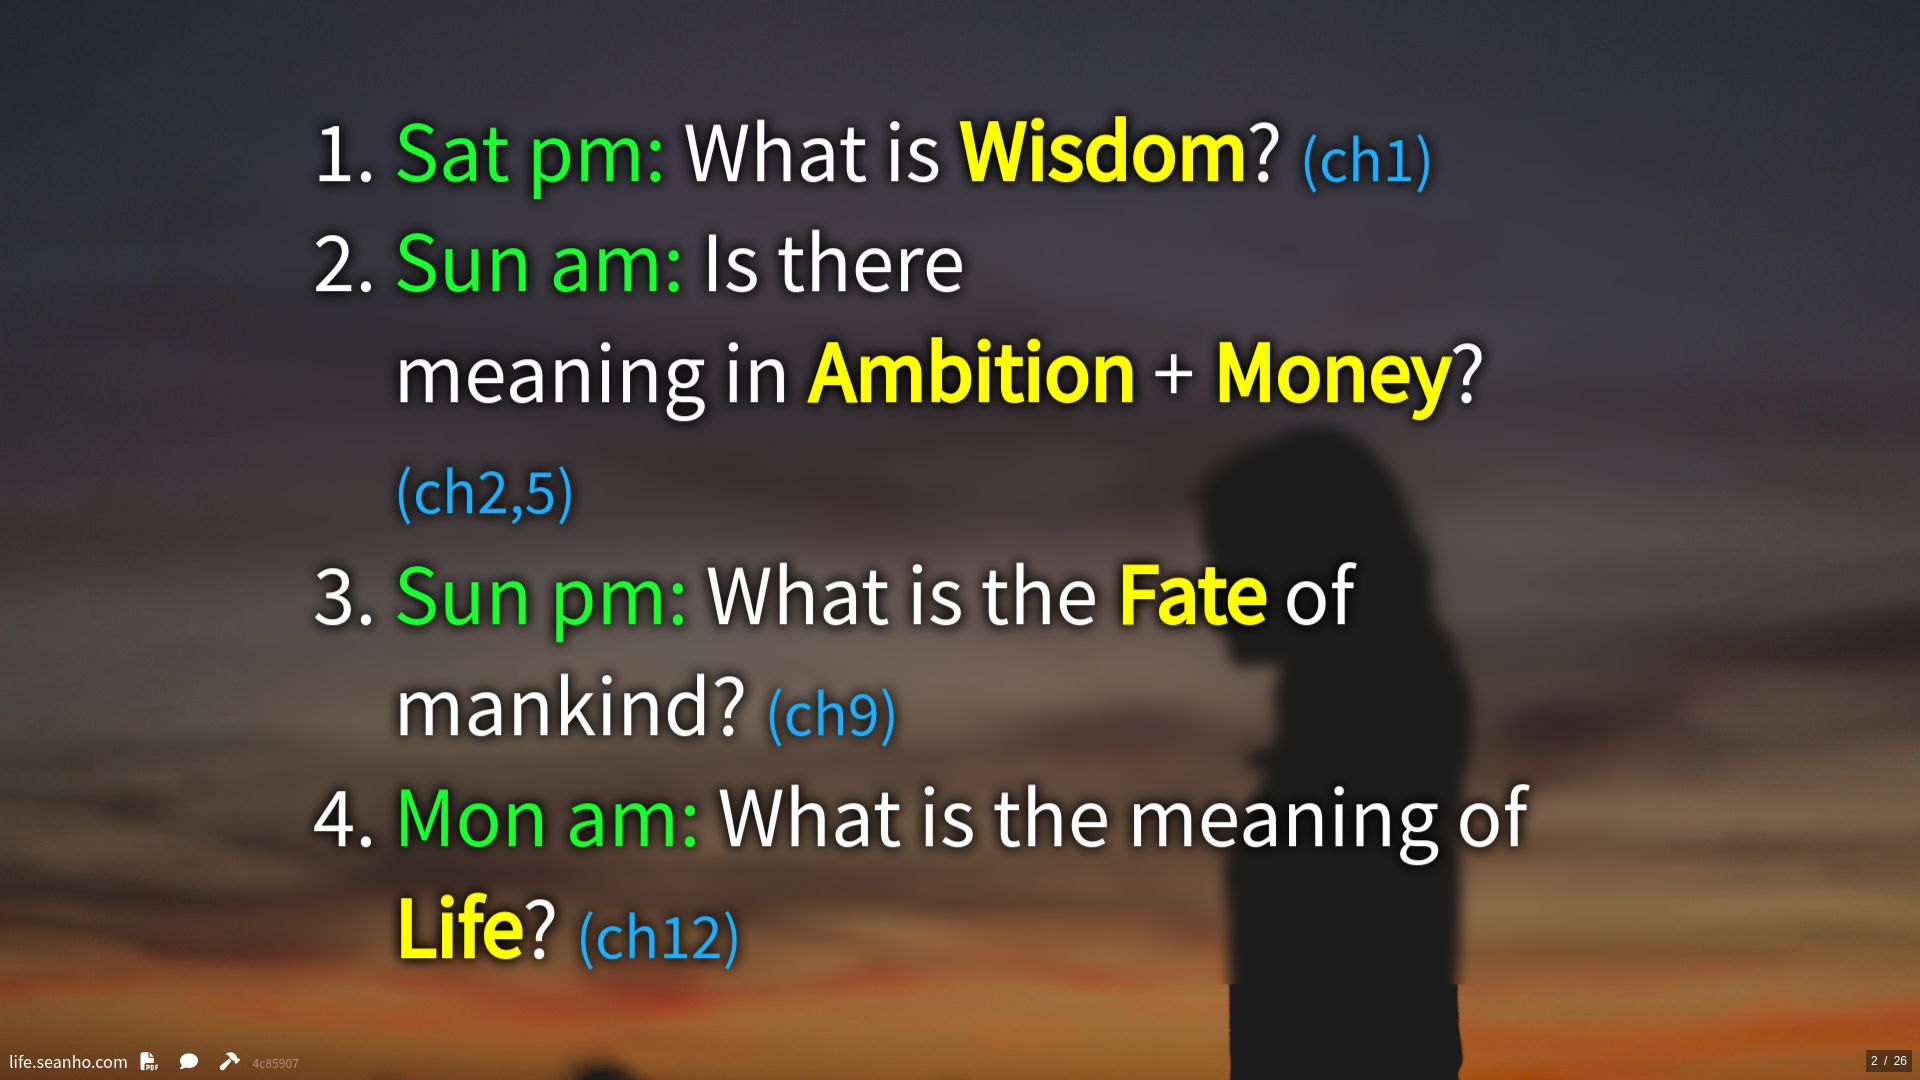 1. Sat pm: What is Wisdom? (ch1)
2. Sun am: Is there
meaning in Ambition + Money?
(ch2,5)
3. Sun pm: What is the Fate of
mankind? (ch9)
4. Mon am: What is the meaning of
Life? (ch12)
life.seanho.com PDF 4c85907
2 / 26